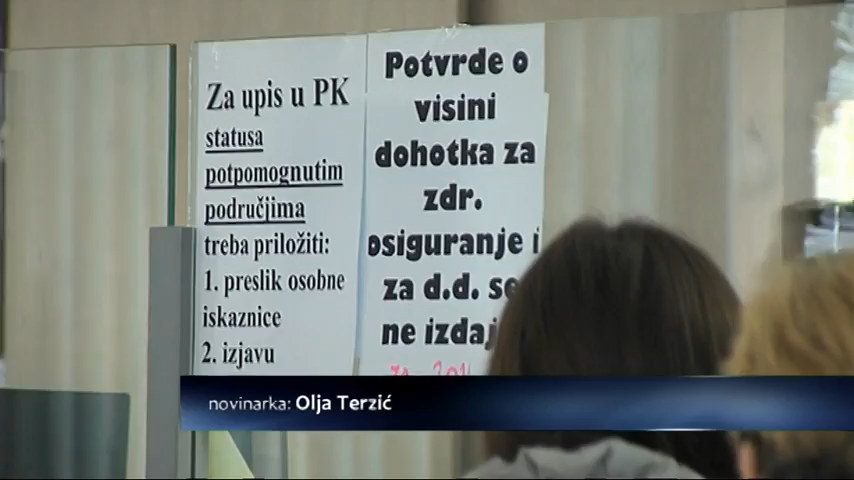 Za upis u PK
statusa
potpomognutim
područjima
treba priložiti:
1. preslik osobne
iskaznice
2. izjavu
Potvrde o
visini
dohotka za
zdr.
osiguranje i
za d.d. se
ne izdaj
za
novinarka: Olja Terzić